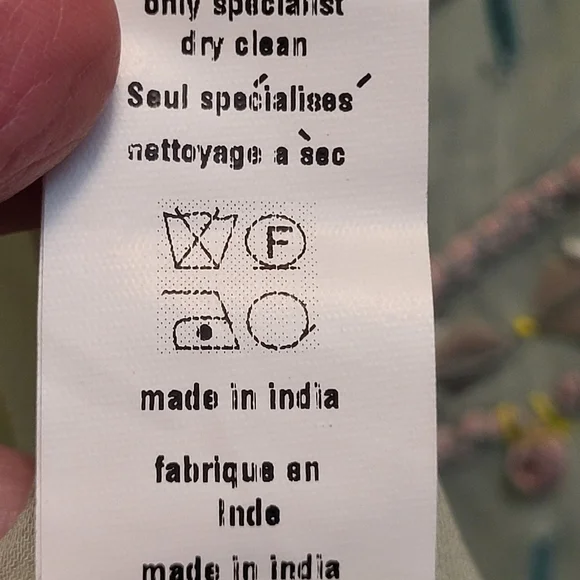 only specialist
dry clean
Seul specialises
nettoyage a sec
F
made in india
fabrique en
Inde
made in india